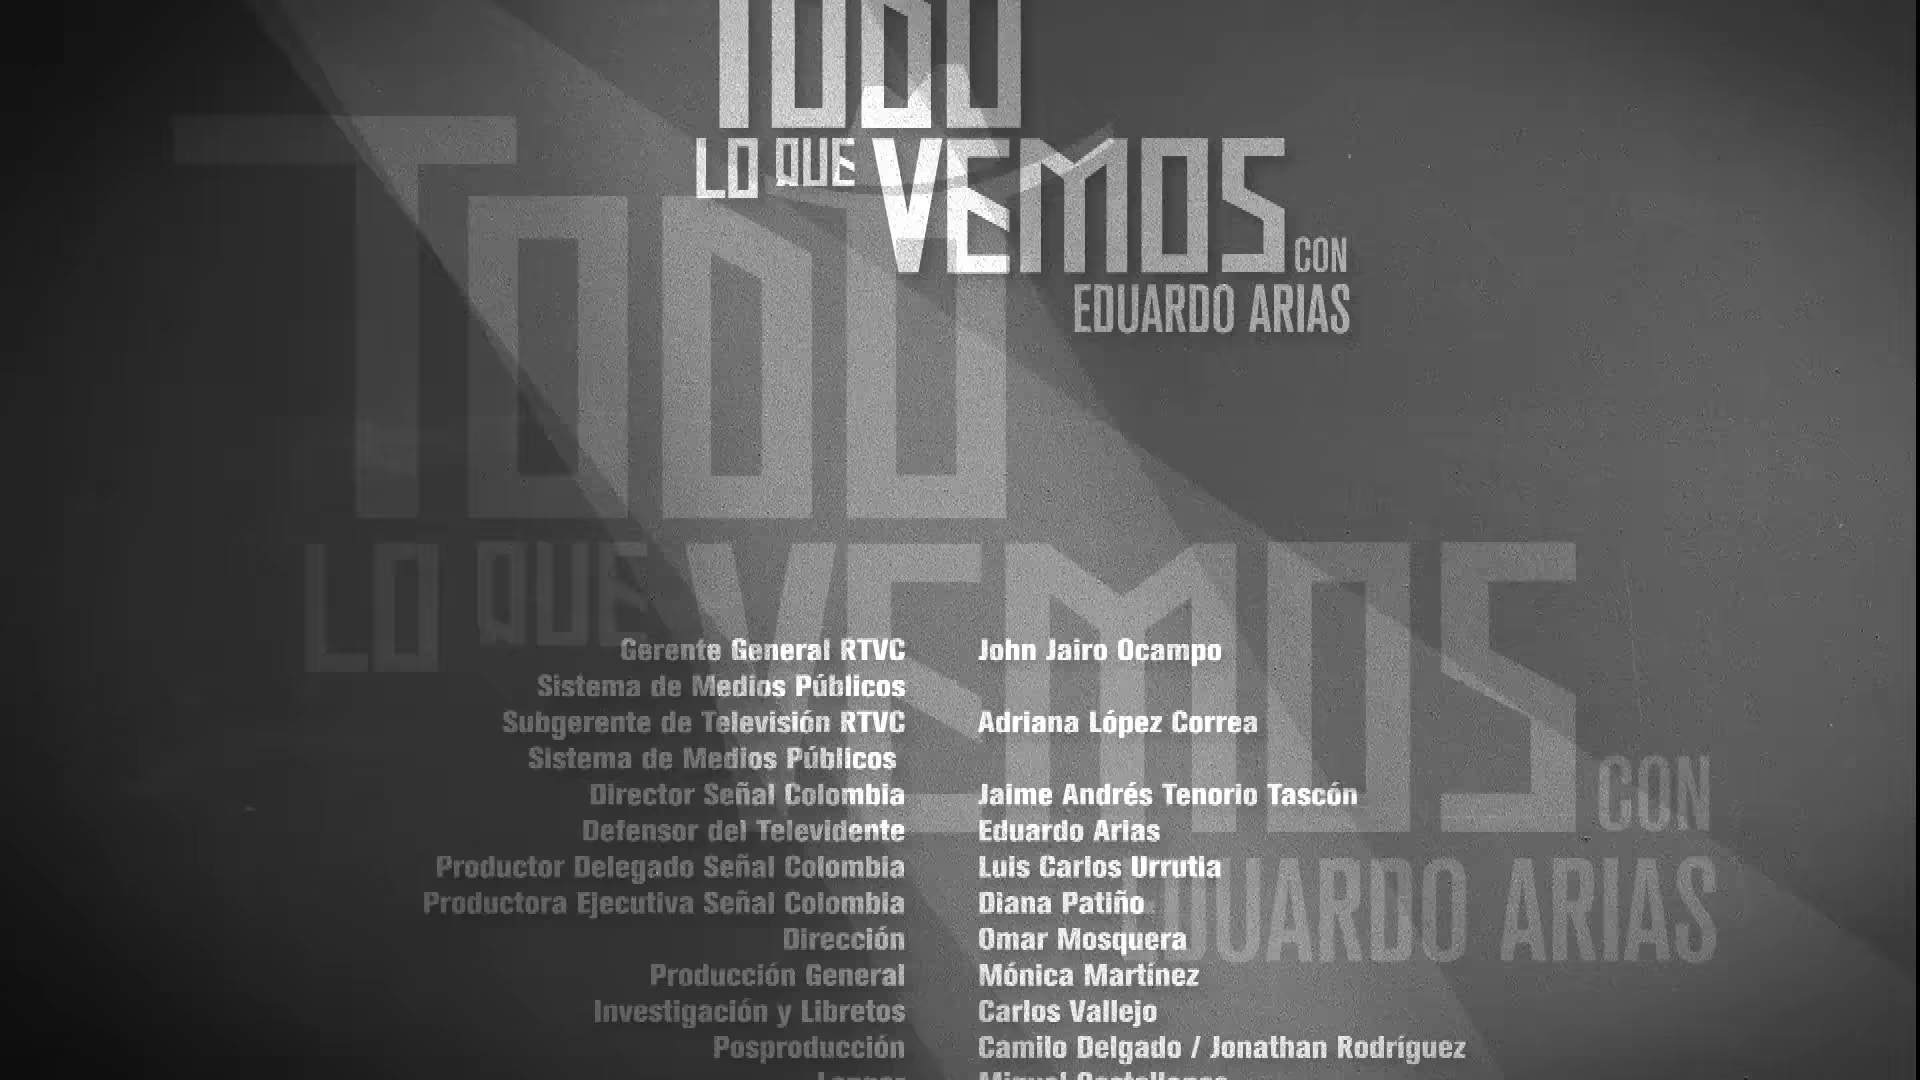 TODO
LO QUE VEMOS CON
EDUARDO ARIAS
TODO
LO QUE VEMOS CON
EDUARDO ARIAS
Gerente General RTVC John Jairo Ocampo
Sistema de Medios Públicos
Subgerente de Televisión RTVC Adriana López Correa
Sistema de Medios Públicos
Director Señal Colombia Jaime Andrés Tenorio Tascón
Defensor del Televidente Eduardo Arias
Productor Delegado Señal Colombia Luis Carlos Urrutia
Productora Ejecutiva Señal Colombia Diana Patiño
Dirección Omar Mosquera
Producción General Mónica Martínez
Investigación y Libretos Carlos Vallejo
Posproducción Camilo Delgado / Jonathan Rodríguez